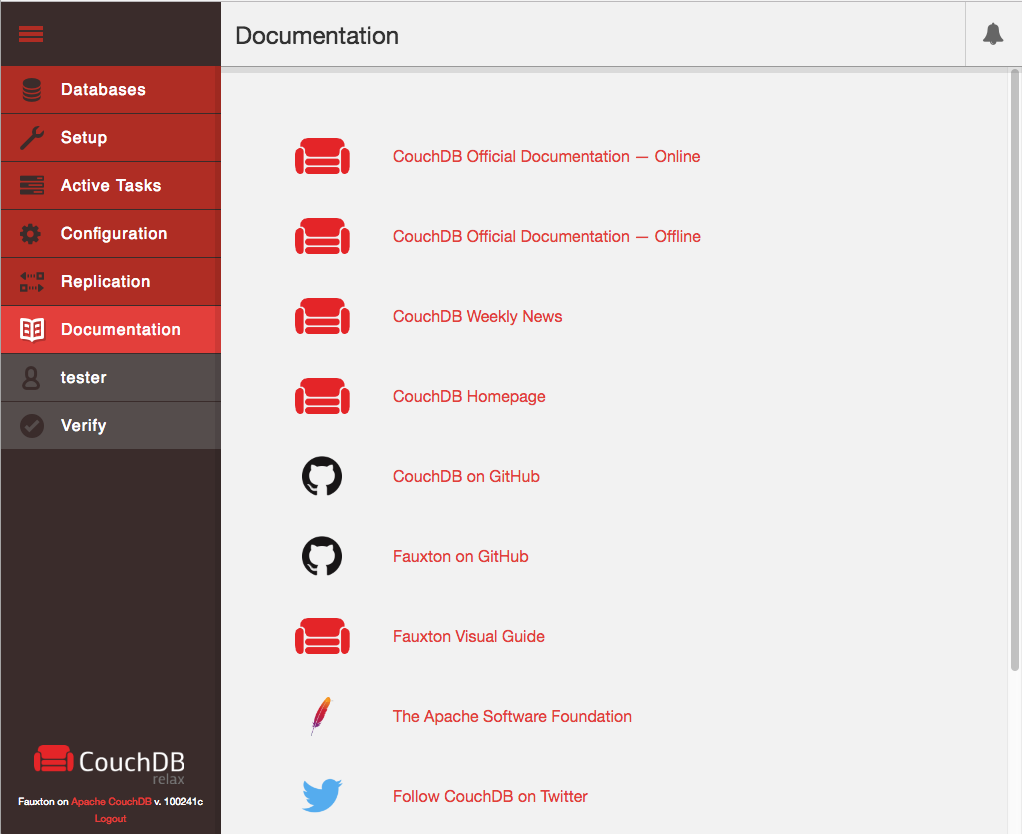 Documentation
Databases
Setup
Active Tasks
Configuration
Replication
Documentation
tester
Verify
CouchDB
relax
Fauxton on Apache CouchDB v. 100241c
Logout
CouchDB Official Documentation — Online
CouchDB Official Documentation — Offline
CouchDB Weekly News
CouchDB Homepage
CouchDB on GitHub
Fauxton on GitHub
Fauxton Visual Guide
The Apache Software Foundation
Follow CouchDB on Twitter